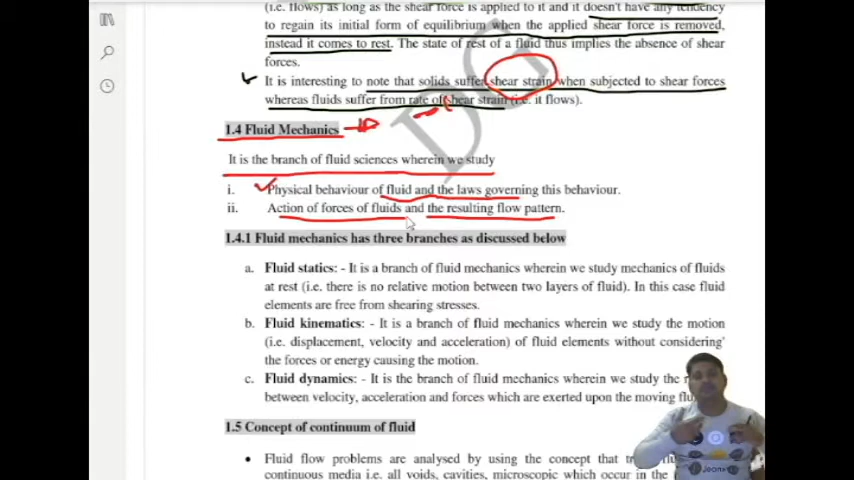 (i.e. flows) as long as the shear force is applied to it and it doesn't have any tendency
to regain its initial form of equilibrium when the applied shear force is removed,
instead it comes to rest. The state of rest of a fluid thus implies the absence of shear
forces.
It is interesting to note that solids suffer shear strain when subjected to shear forces
whereas fluids suffer from rate of shear strain (i.e. it flows).
1.4 Fluid Mechanics
It is the branch of fluid sciences wherein we study
i. Physical behaviour of fluid and the laws governing this behaviour.
ii. Action of forces of fluids and the resulting flow pattern.
1.4.1 Fluid mechanics has three branches as discussed below
a. Fluid statics: - It is a branch of fluid mechanics wherein we study mechanics of fluids
at rest (i.e. there is no relative motion between two layers of fluid). In this case fluid
elements are free from shearing stresses.
b. Fluid kinematics: - It is a branch of fluid mechanics wherein we study the motion
(i.e. displacement, velocity and acceleration) of fluid elements without considering'
the forces or energy causing the motion.
c. Fluid dynamics: - It is the branch of fluid mechanics wherein we study the
between velocity, acceleration and forces which are exerted upon the moving
1.5 Concept of continuum of fluid
• Fluid flow problems are analysed by using the concept that
continuous media i.e. all voids, cavities, microscopic which occur in the
DG